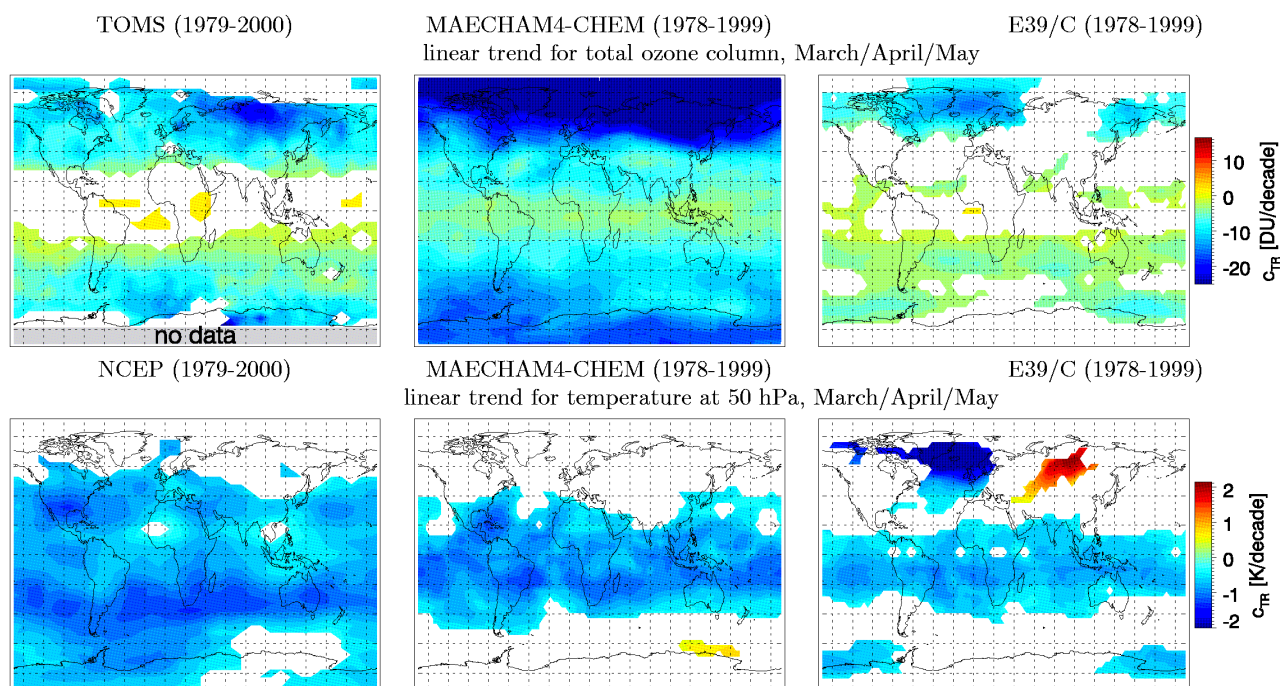 TOMS (1979-2000) MAECHAM4-CHEM (1978-1999) E39/C (1978-1999)
linear trend for total ozone column, March/April/May
10
0
-10
-20
c_TR [DU/decade]
no data
NCEP (1979-2000) MAECHAM4-CHEM (1978-1999) E39/C (1978-1999)
linear trend for temperature at 50 hPa, March/April/May
2
1
0
-1
-2
c_TR [K/decade]